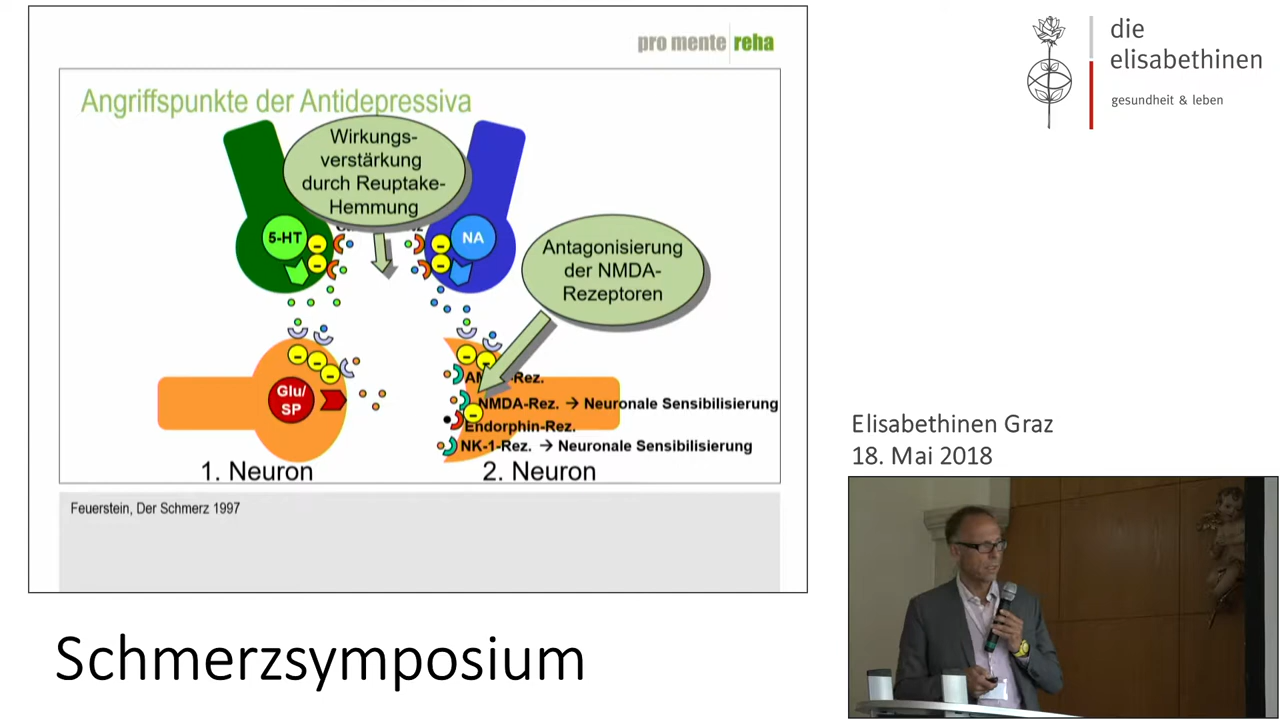 pro mente reha
die
elisabethinen
gesundheit & leben
Angriffspunkte der Antidepressiva
Wirkungs-
verstärkung
durch Reuptake-
Hemmung
5-HT
NA
Antagonisierung
der NMDA-
Rezeptoren
Glu/
SP
NMDA-Rez. → Neuronale Sensibilisierung
Endorphin-Rez.
NK-1-Rez. → Neuronale Sensibilisierung
1. Neuron
2. Neuron
Feuerstein, Der Schmerz 1997
Elisabethinen Graz
18. Mai 2018
Schmerzsymposium